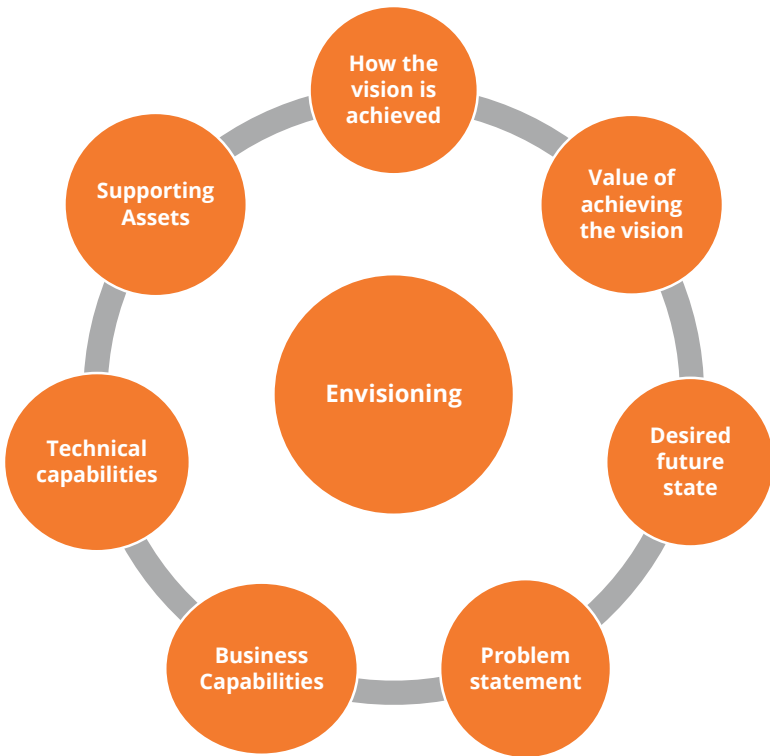 How the
vision is
achieved
Value of
achieving
the vision
Desired
future
state
Problem
statement
Business
Capabilities
Technical
capabilities
Supporting
Assets
Envisioning